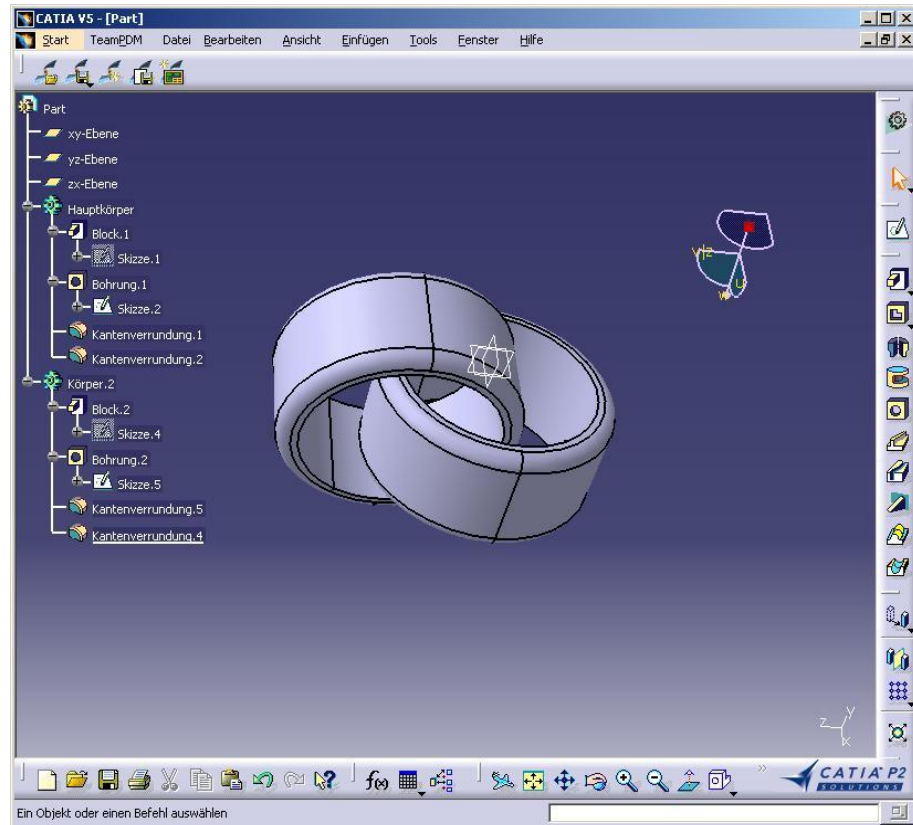 CATIA V5 - [Part]
Start TeamPDM Datei Bearbeiten Ansicht Einfügen Tools Fenster Hilfe
Part
xy-Ebene
yz-Ebene
zx-Ebene
Hauptkörper
Block.1
Skizze.1
Bohrung.1
Skizze.2
Kantenverrundung.1
Kantenverrundung.2
Körper.2
Block.2
Skizze.4
Bohrung.2
Skizze.5
Kantenverrundung.5
Kantenverrundung.4
z y x
f(x)
CATIA P2
SOLUTIONS
Ein Objekt oder einen Befehl auswählen